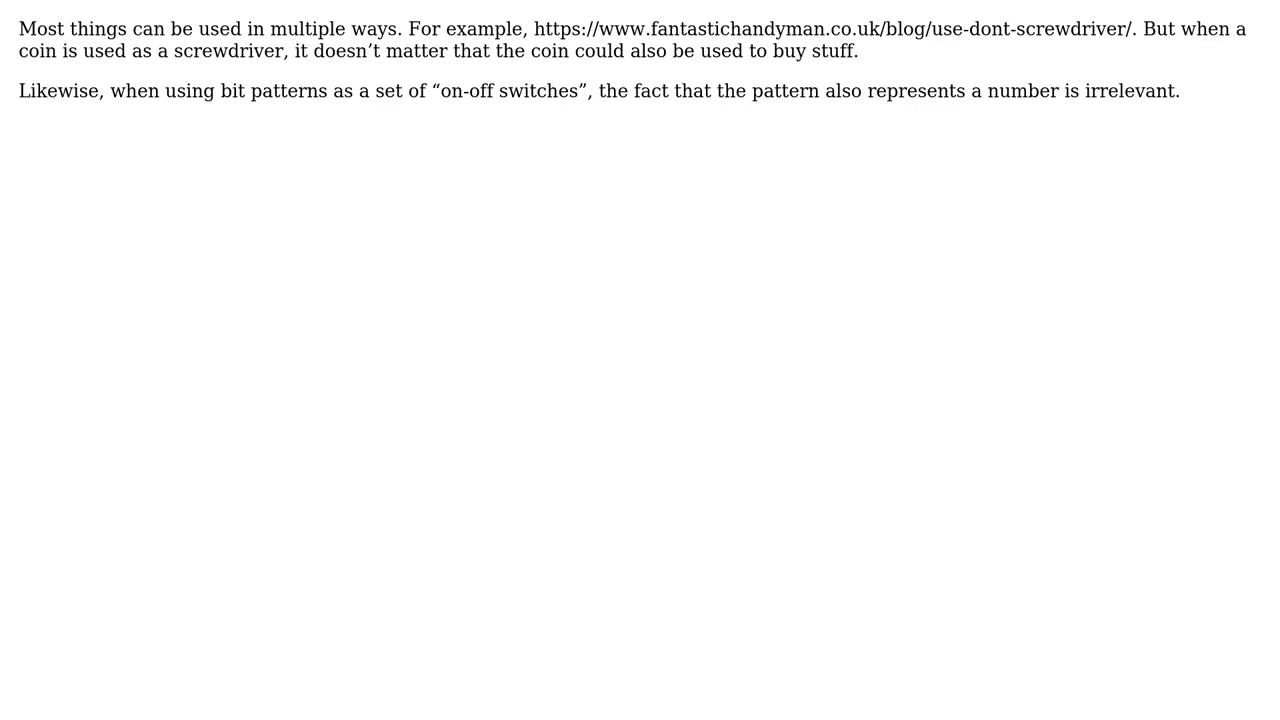 Most things can be used in multiple ways. For example, https://www.fantastichandyman.co.uk/blog/use-dont-screwdriver/. But when a
coin is used as a screwdriver, it doesn’t matter that the coin could also be used to buy stuff.
Likewise, when using bit patterns as a set of “on-off switches”, the fact that the pattern also represents a number is irrelevant.